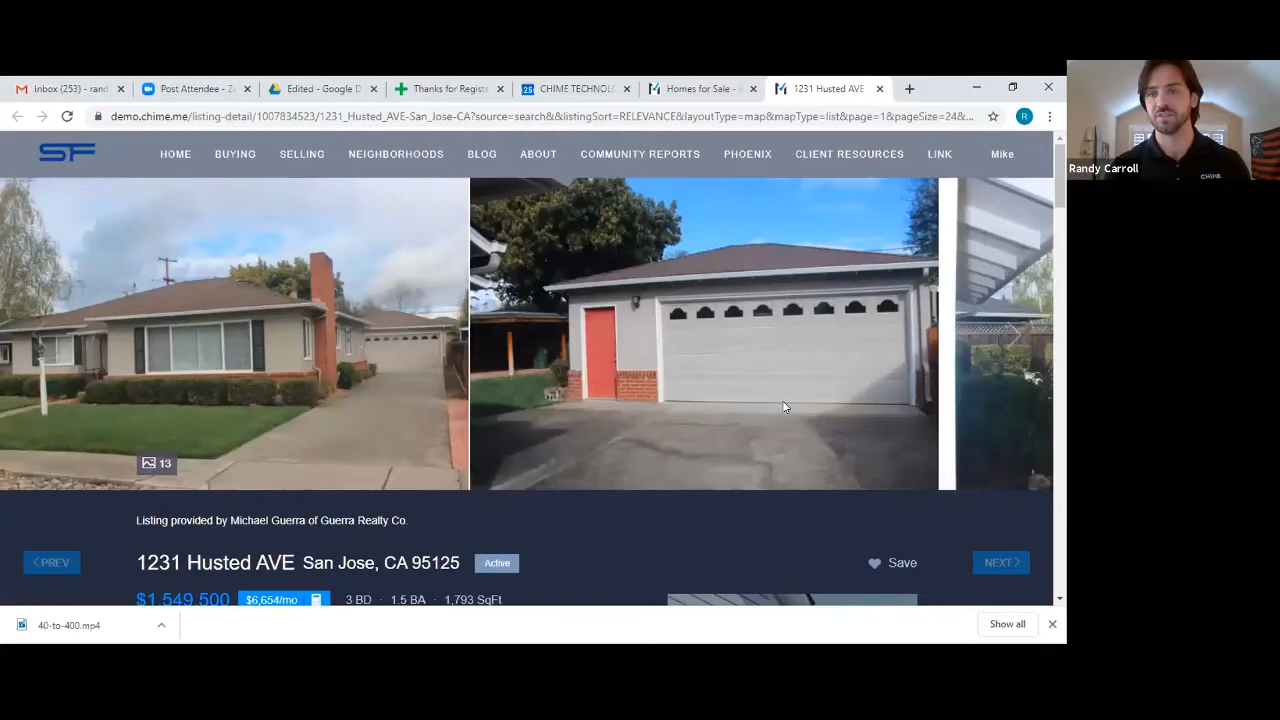 inbox (253) - rand
Post Attendee - Z
Edited - Google D
Thanks for Registe
25
CHIME TECHNOL
Homes for Sale -
1231 Husted AVE
demo.chime.me/listing-detail/1007834523/1231_Husted_AVE-San_Jose-CA?source=search&&listingSort=RELEVANCE&layoutType=map&mapType=list&page=1&pageSize=24&...
R
SF
HOME
BUYING
SELLING
NEIGHBORHOODS
BLOG
ABOUT
COMMUNITY REPORTS
PHOENIX
CLIENT RESOURCES
LINK
Mike
Randy Carroll
CHIME
13
Listing provided by Michael Guerra of Guerra Realty Co.
PREV
1231 Husted AVE San Jose, CA 95125
Active
Save
NEXT
$1,549,500
$6,654/mo
3 BD · 1.5 BA · 1,793 SqFt
40-to-400.mp4
Show all